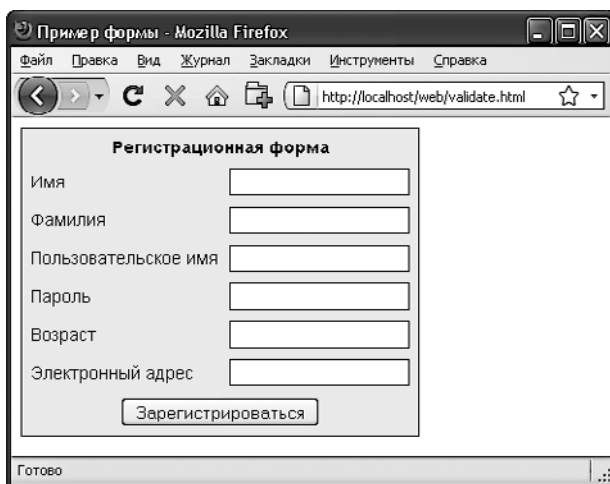 Пример формы - Mozilla Firefox
Файл Правка Вид Журнал Закладки Инструменты Справка
http://localhost/web/validate.html
Регистрационная форма
Имя
Фамилия
Пользовательское имя
Пароль
Возраст
Электронный адрес
Зарегистрироваться
Готово